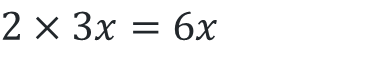 2 × 3x = 6x